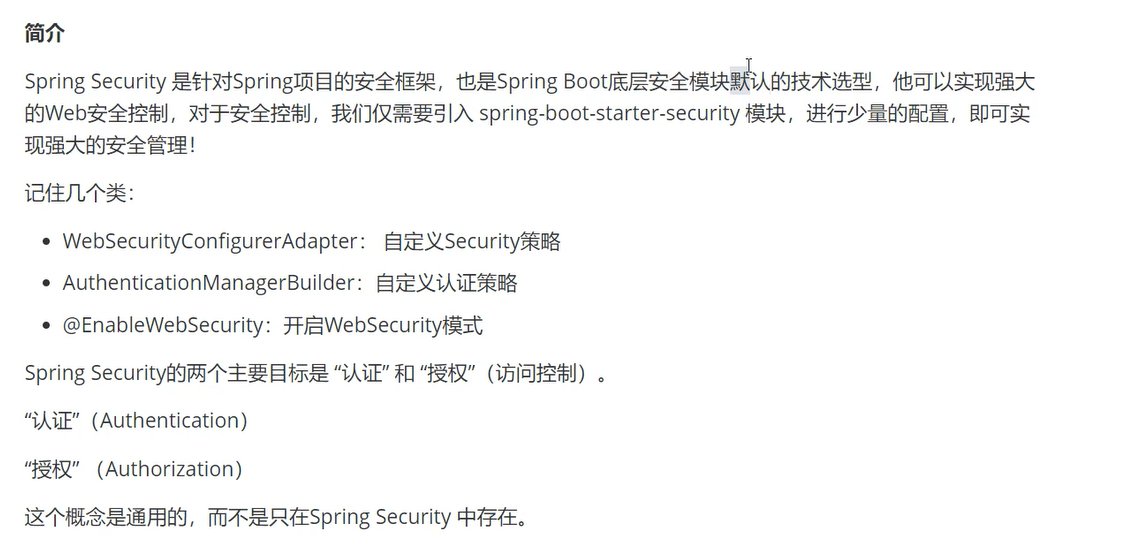 简介
Spring Security 是针对Spring项目的安全框架，也是Spring Boot底层安全模块默认的技术选型，他可以实现强大
的Web安全控制，对于安全控制，我们仅需要引入 spring-boot-starter-security 模块，进行少量的配置，即可实
现强大的安全管理！
记住几个类：
• WebSecurityConfigurerAdapter： 自定义Security策略
• AuthenticationManagerBuilder：自定义认证策略
• @EnableWebSecurity：开启WebSecurity模式
Spring Security的两个主要目标是 “认证” 和 “授权”（访问控制）。
“认证”（Authentication）
“授权” （Authorization）
这个概念是通用的，而不是只在Spring Security 中存在。